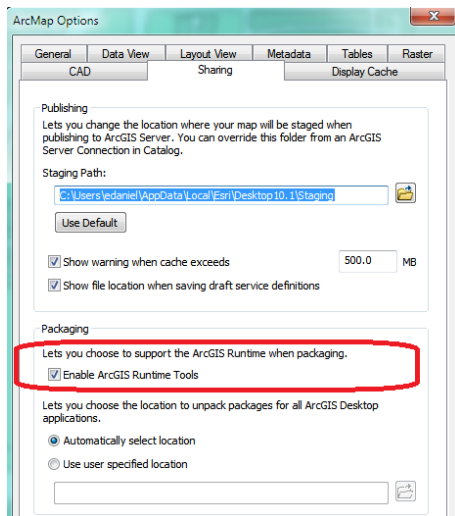 ArcMap Options
General Data View Layout View Metadata Tables Raster
CAD Sharing Display Cache
Publishing
Lets you change the location where your map will be staged when
publishing to ArcGIS Server. You can override this folder from an ArcGIS
Server Connection in Catalog.
Staging Path:
C:\Users\edaniel\AppData\Local\Esri\Desktop10.1\Staging
Use Default
Show warning when cache exceeds 500.0 MB
Show file location when saving draft service definitions
Packaging
Lets you choose to support the ArcGIS Runtime when packaging.
Enable ArcGIS Runtime Tools
Lets you choose the location to unpack packages for all ArcGIS Desktop
applications.
Automatically select location
Use user specified location